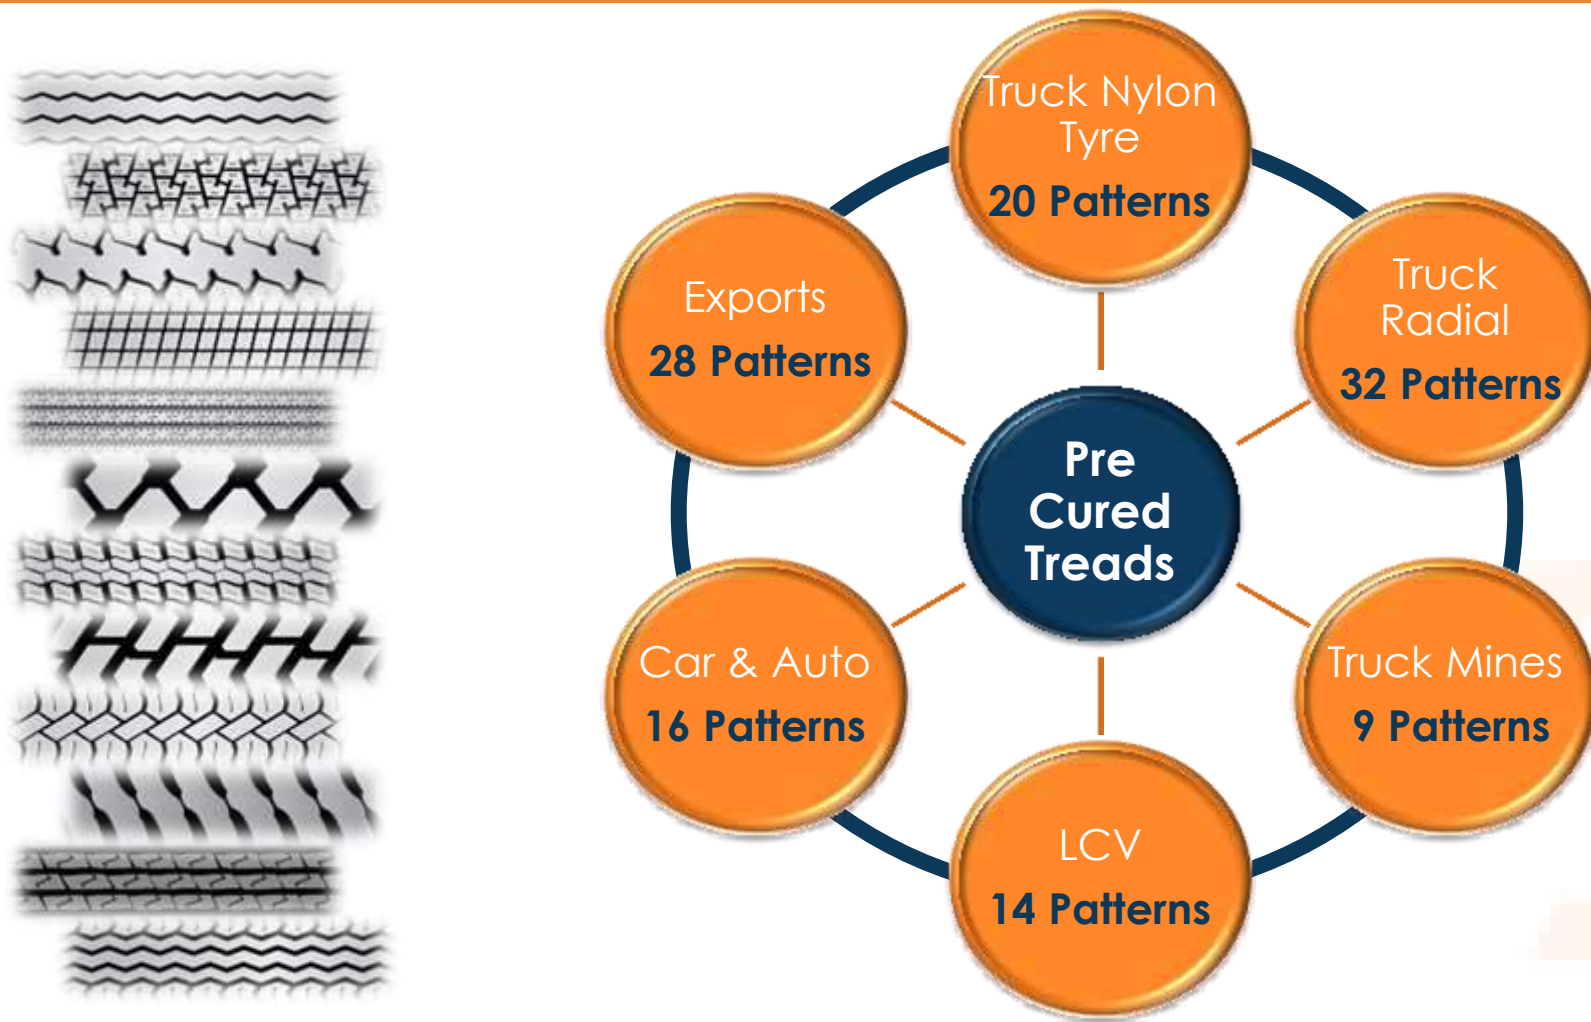 Truck Nylon
Tyre
20 Patterns
Truck
Radial
32 Patterns
Truck Mines
9 Patterns
LCV
14 Patterns
Car & Auto
16 Patterns
Exports
28 Patterns
Pre
Cured
Treads